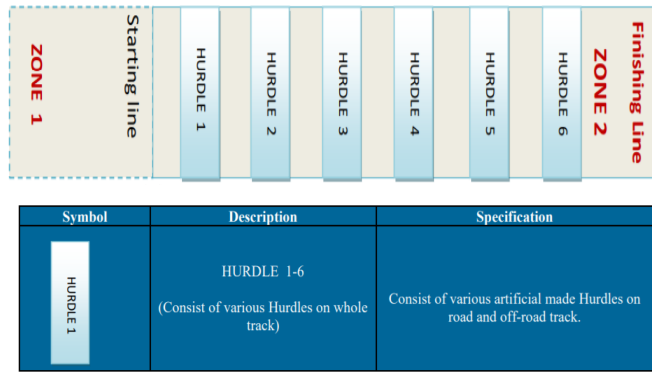 ZONE 1
Starting line
HURDLE 1
HURDLE 2
HURDLE 3
HURDLE 4
HURDLE 5
HURDLE 6
ZONE 2
Finishing Line
Symbol
Description
Specification
HURDLE 1
HURDLE 1-6
(Consist of various Hurdles on whole
track)
Consist of various artificial made Hurdles on
road and off-road track.